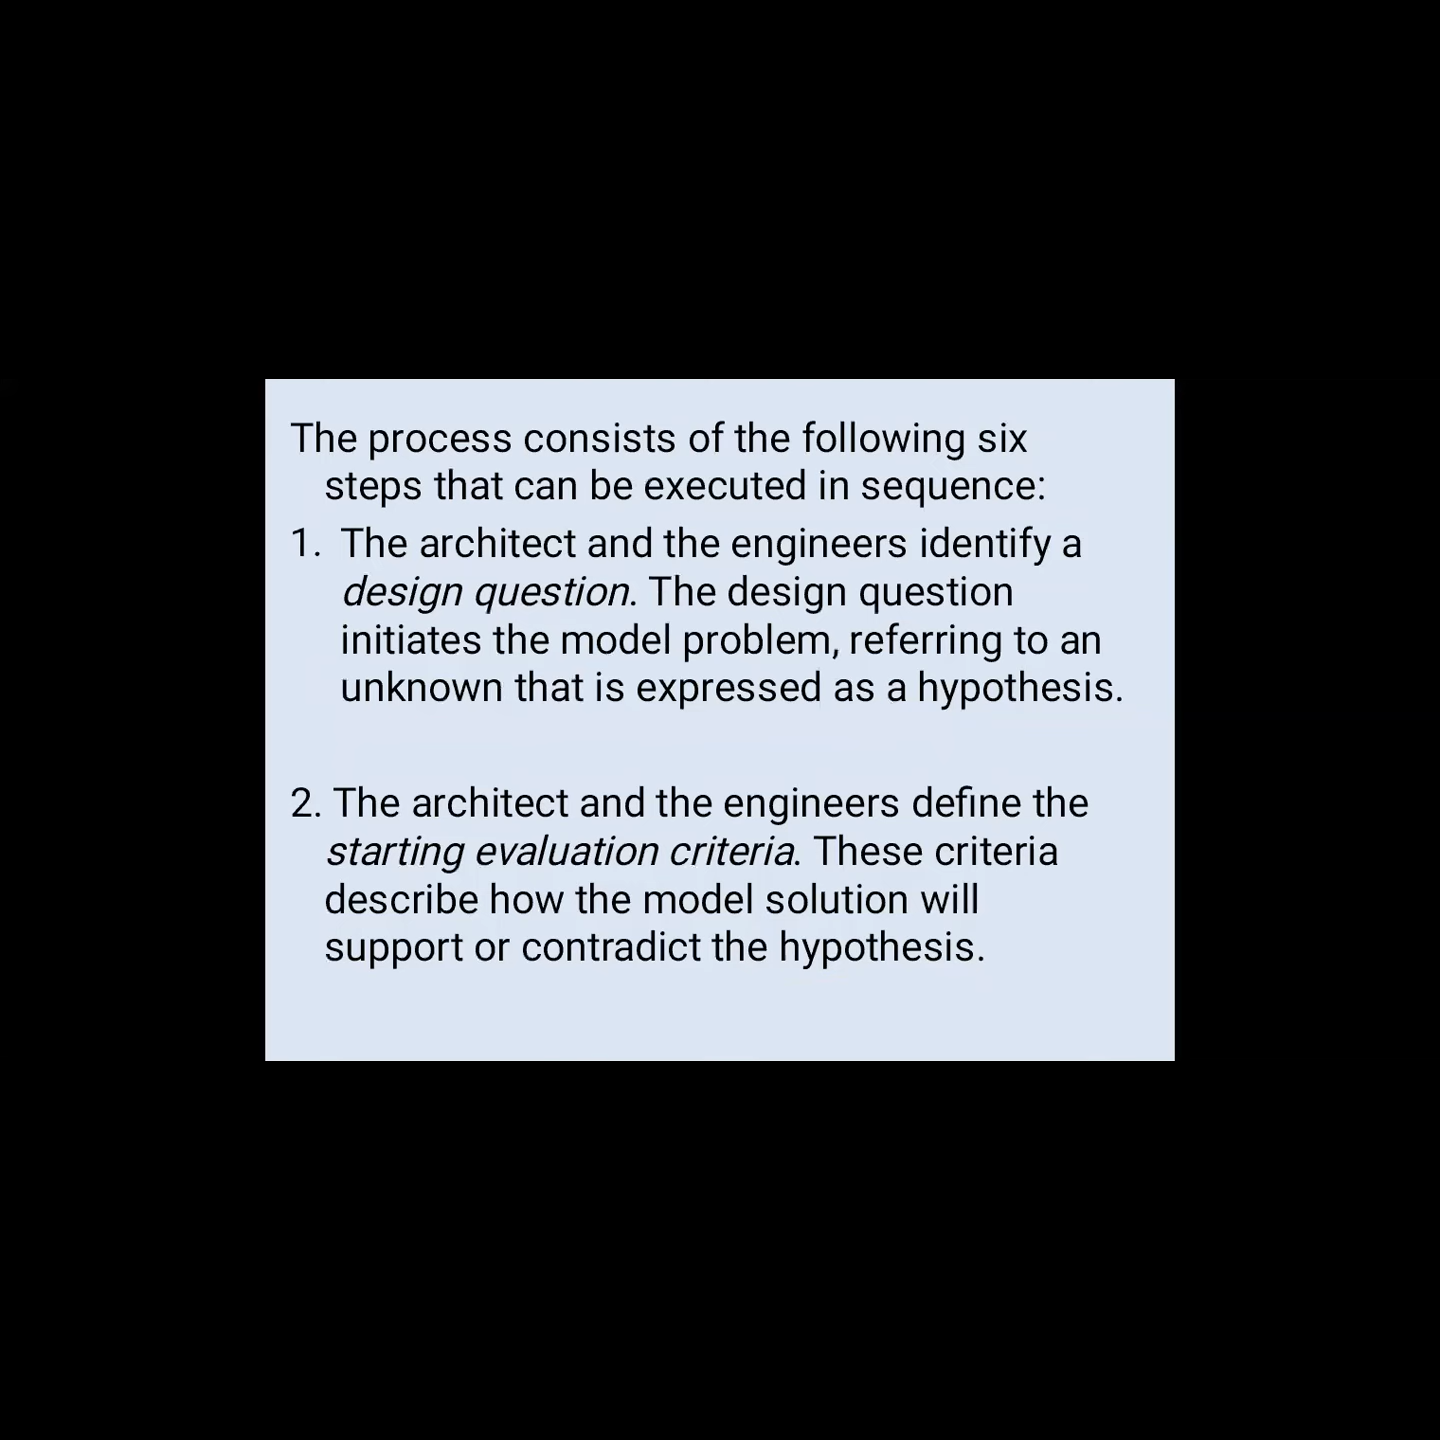 The process consists of the following six
steps that can be executed in sequence:
1. The architect and the engineers identify a
design question. The design question
initiates the model problem, referring to an
unknown that is expressed as a hypothesis.
2. The architect and the engineers define the
starting evaluation criteria. These criteria
describe how the model solution will
support or contradict the hypothesis.